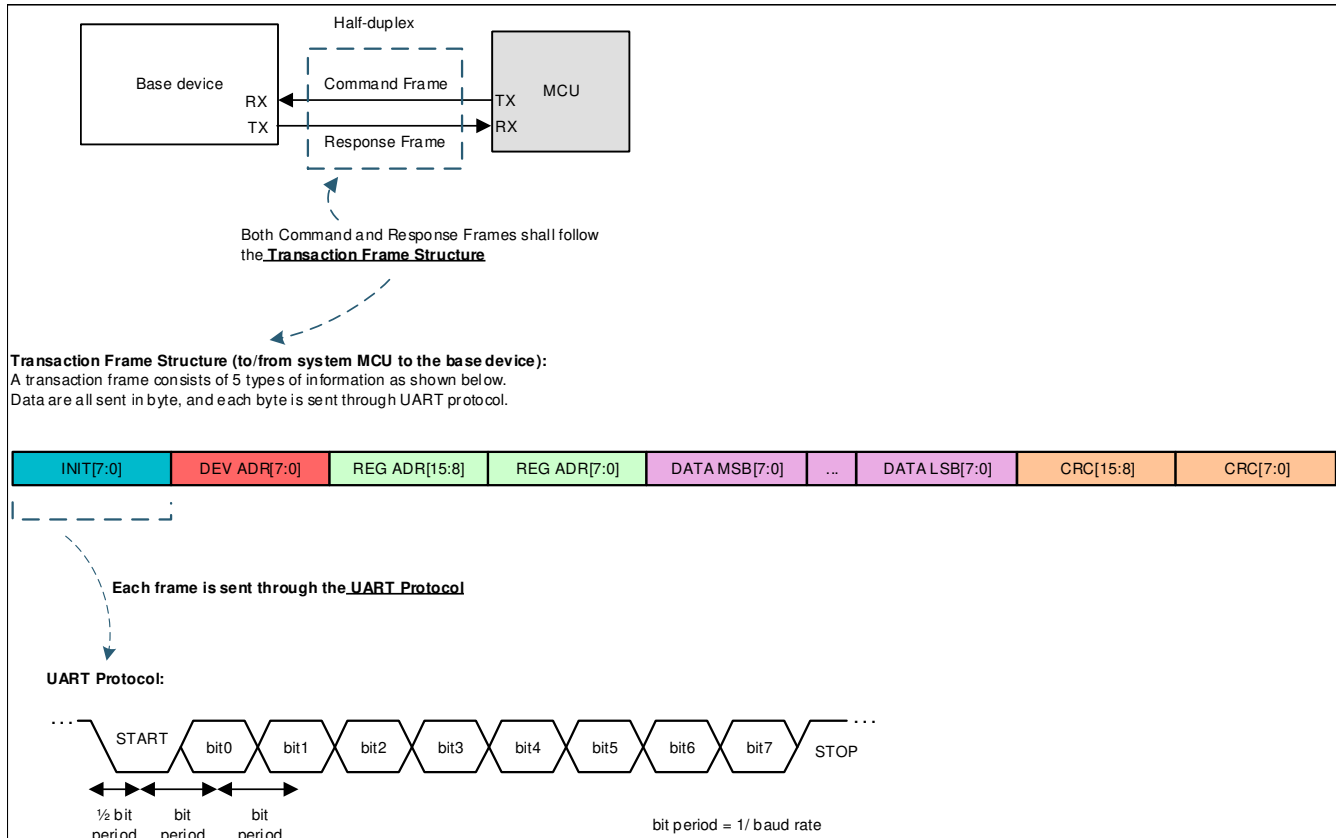 Half-duplex
Base device
Command Frame
MCU
RX
TX
TX
RX
Response Frame
Both Command and Response Frames shall follow
the Transaction Frame Structure
Transaction Frame Structure (to/from system MCU to the base device):
A transaction frame consists of 5 types of information as shown below.
Data are all sent in byte, and each byte is sent through UART protocol.
INIT[7:0] DEV ADR[7:0] REG ADR[15:8] REG ADR[7:0] DATA MSB[7:0] ... DATA LSB[7:0] CRC[15:8] CRC[7:0]
Each frame is sent through the UART Protocol
UART Protocol:
... START bit0 bit1 bit2 bit3 bit4 bit5 bit6 bit7 STOP ...
½ bit period
bit period
bit period
bit period = 1/ baud rate